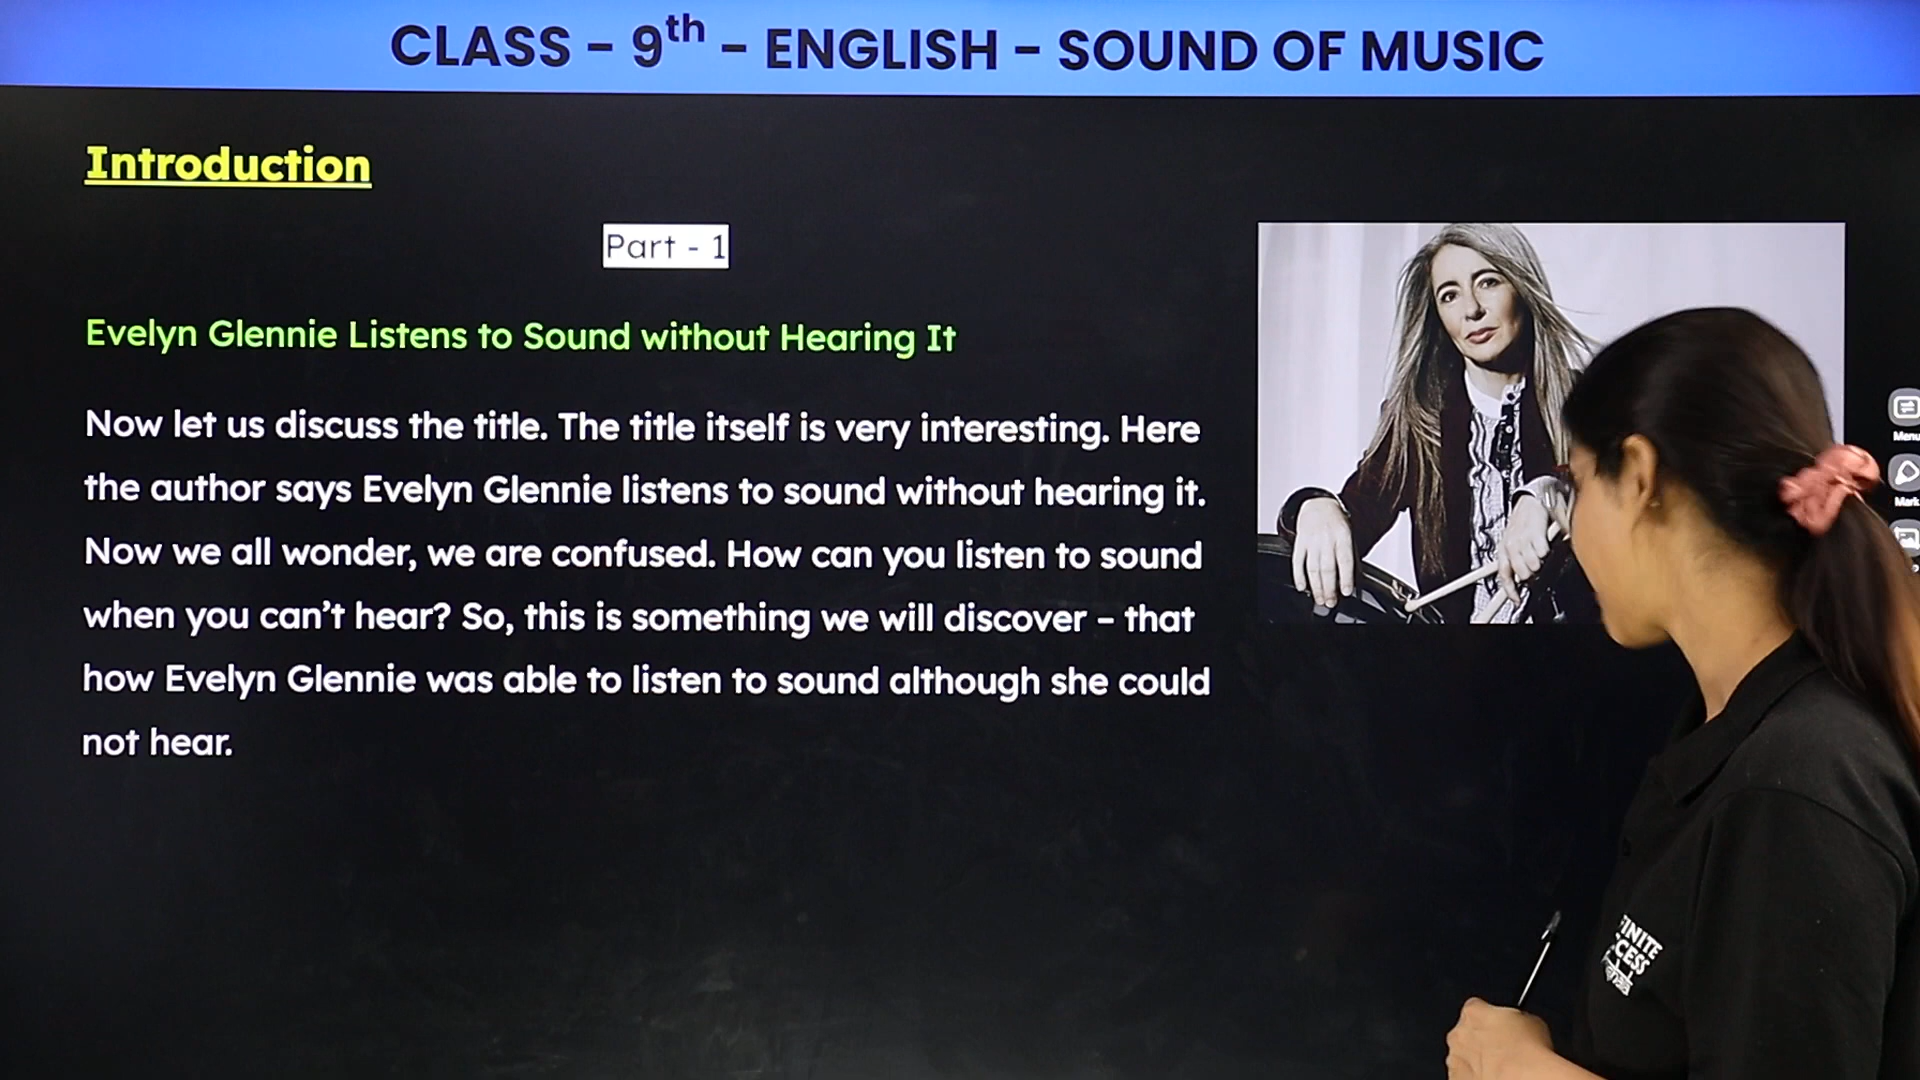 CLASS - 9th - ENGLISH - SOUND OF MUSIC
Introduction
Part - 1
Evelyn Glennie Listens to Sound without Hearing It
Now let us discuss the title. The title itself is very interesting. Here
the author says Evelyn Glennie listens to sound without hearing it.
Now we all wonder, we are confused. How can you listen to sound
when you can't hear? So, this is something we will discover – that
how Evelyn Glennie was able to listen to sound although she could
not hear.
Menu
Mark